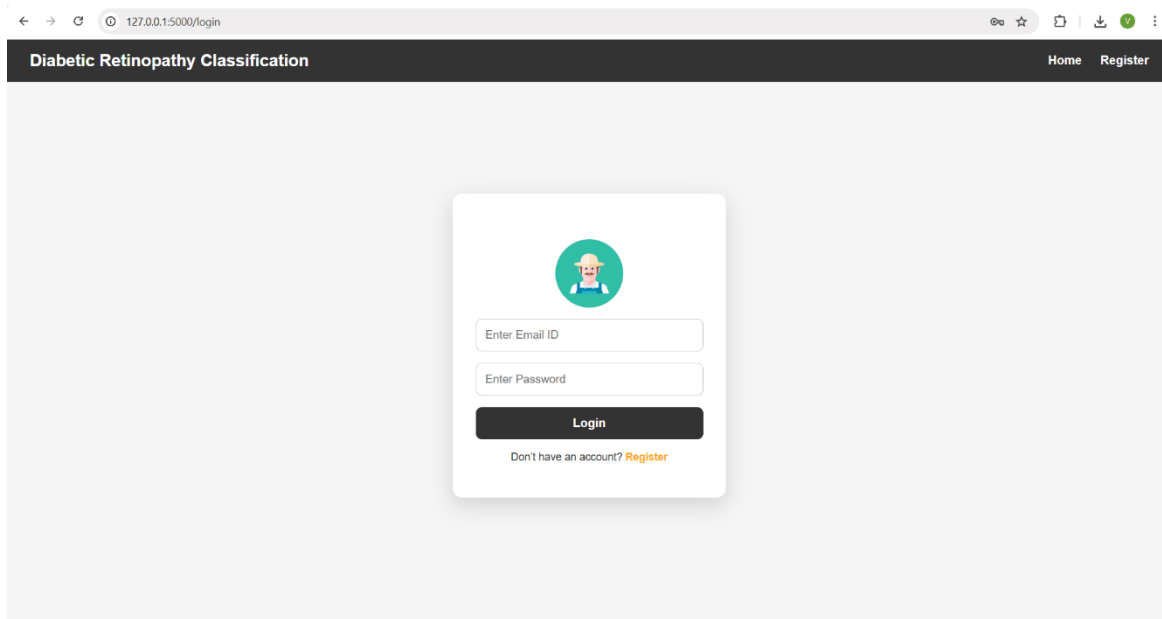 127.0.0.1:5000/login
V
Diabetic Retinopathy Classification
Home Register
Enter Email ID
Enter Password
Login
Don't have an account? Register